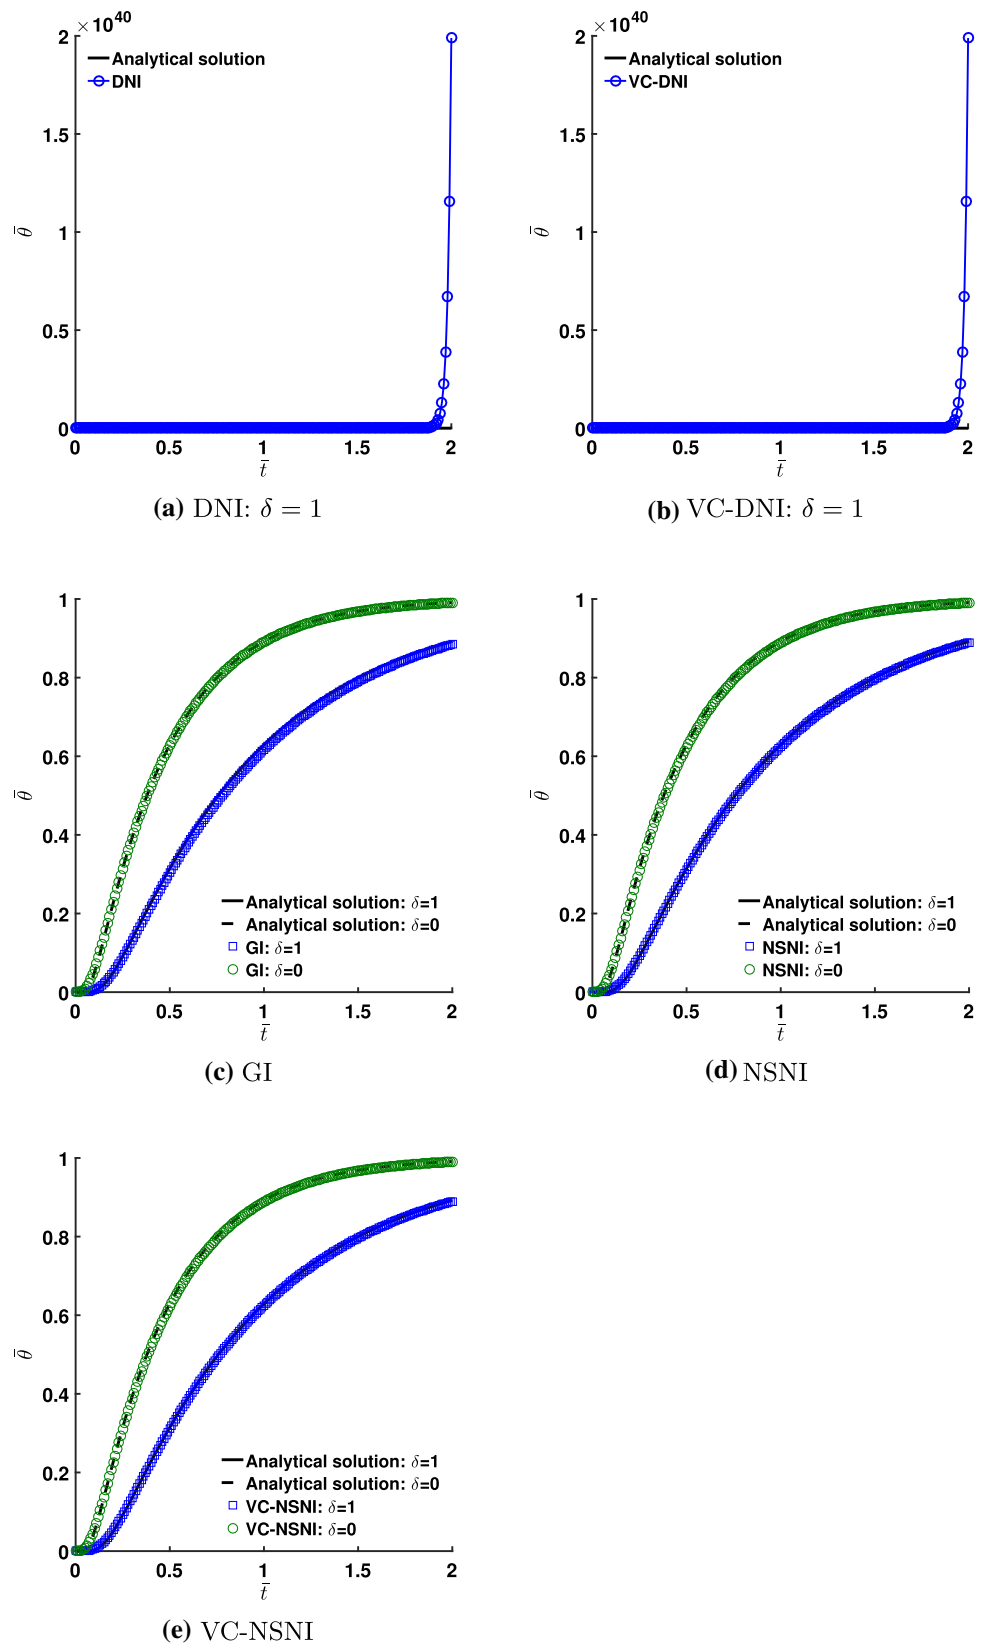 ×10^40
2
1.5
1
0.5
0
0 0.5 1 1.5 2
θ̄
t̄
Analytical solution
DNI
(a) DNI: δ = 1
×10^40
2
1.5
1
0.5
0
0 0.5 1 1.5 2
θ̄
t̄
Analytical solution
VC-DNI
(b) VC-DNI: δ = 1
1
0.8
0.6
0.4
0.2
0
0 0.5 1 1.5 2
θ̄
t̄
Analytical solution: δ=1
Analytical solution: δ=0
GI: δ=1
GI: δ=0
(c) GI
1
0.8
0.6
0.4
0.2
0
0 0.5 1 1.5 2
θ̄
t̄
Analytical solution: δ=1
Analytical solution: δ=0
NSNI: δ=1
NSNI: δ=0
(d) NSNI
1
0.8
0.6
0.4
0.2
0
0 0.5 1 1.5 2
θ̄
t̄
Analytical solution: δ=1
Analytical solution: δ=0
VC-NSNI: δ=1
VC-NSNI: δ=0
(e) VC-NSNI